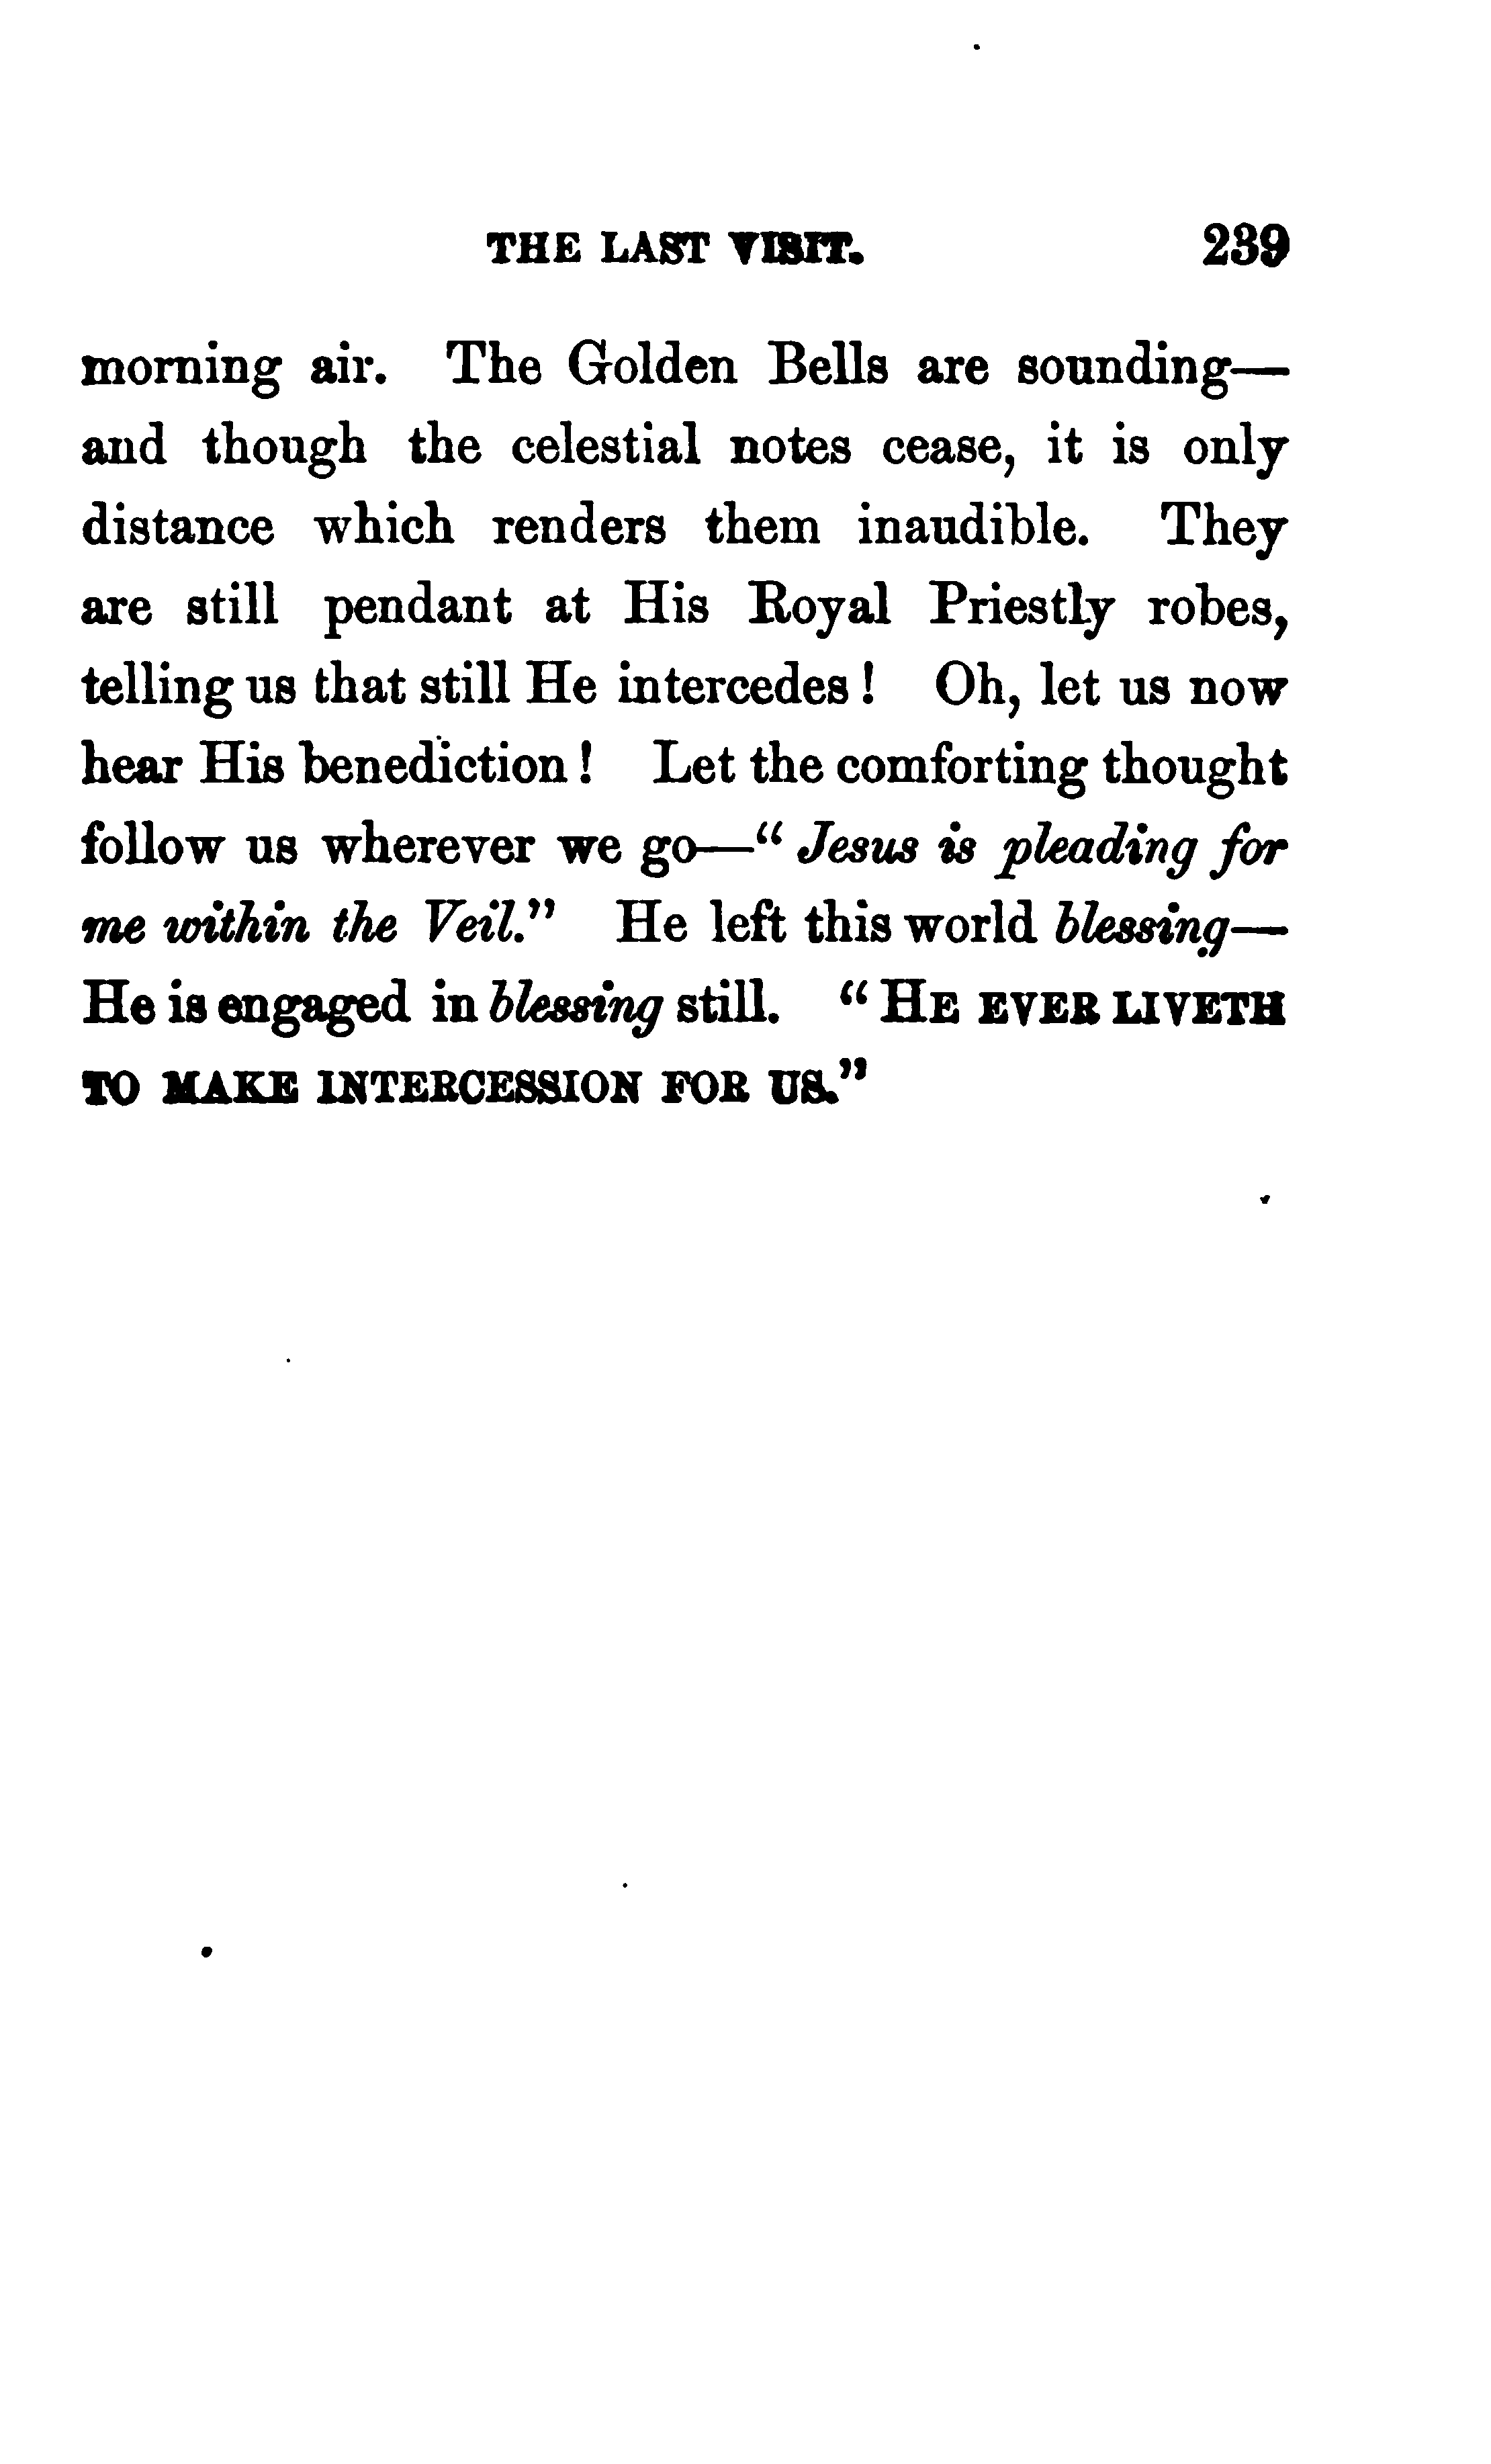 THE LAST VISIT. 239
morning air. The Golden Bells are sounding—
and though the celestial notes cease, it is only
distance which renders them inaudible. They
are still pendant at His Royal Priestly robes,
telling us that still He intercedes! Oh, let us now
hear His benediction! Let the comforting thought
follow us wherever we go—“Jesus is pleading for
me within the Veil.” He left this world blessing—
He is engaged in blessing still. “HE EVER LIVETH
TO MAKE INTERCESSION FOR US.”